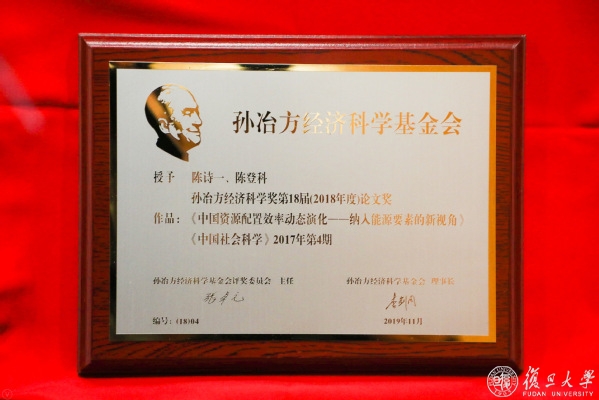 孙冶方经济科学基金会
授予 陈诗一、陈登科
孙冶方经济科学奖第18届(2018年度)论文奖
作品：《中国资源配置效率动态演化——纳入能源要素的新视角》
《中国社会科学》2017年第4期
孙冶方经济科学基金会评奖委员会 主任
孙冶方经济科学基金会 理事长
编号：(18)04
2019年11月
復旦大學
FUDAN UNIVERSITY